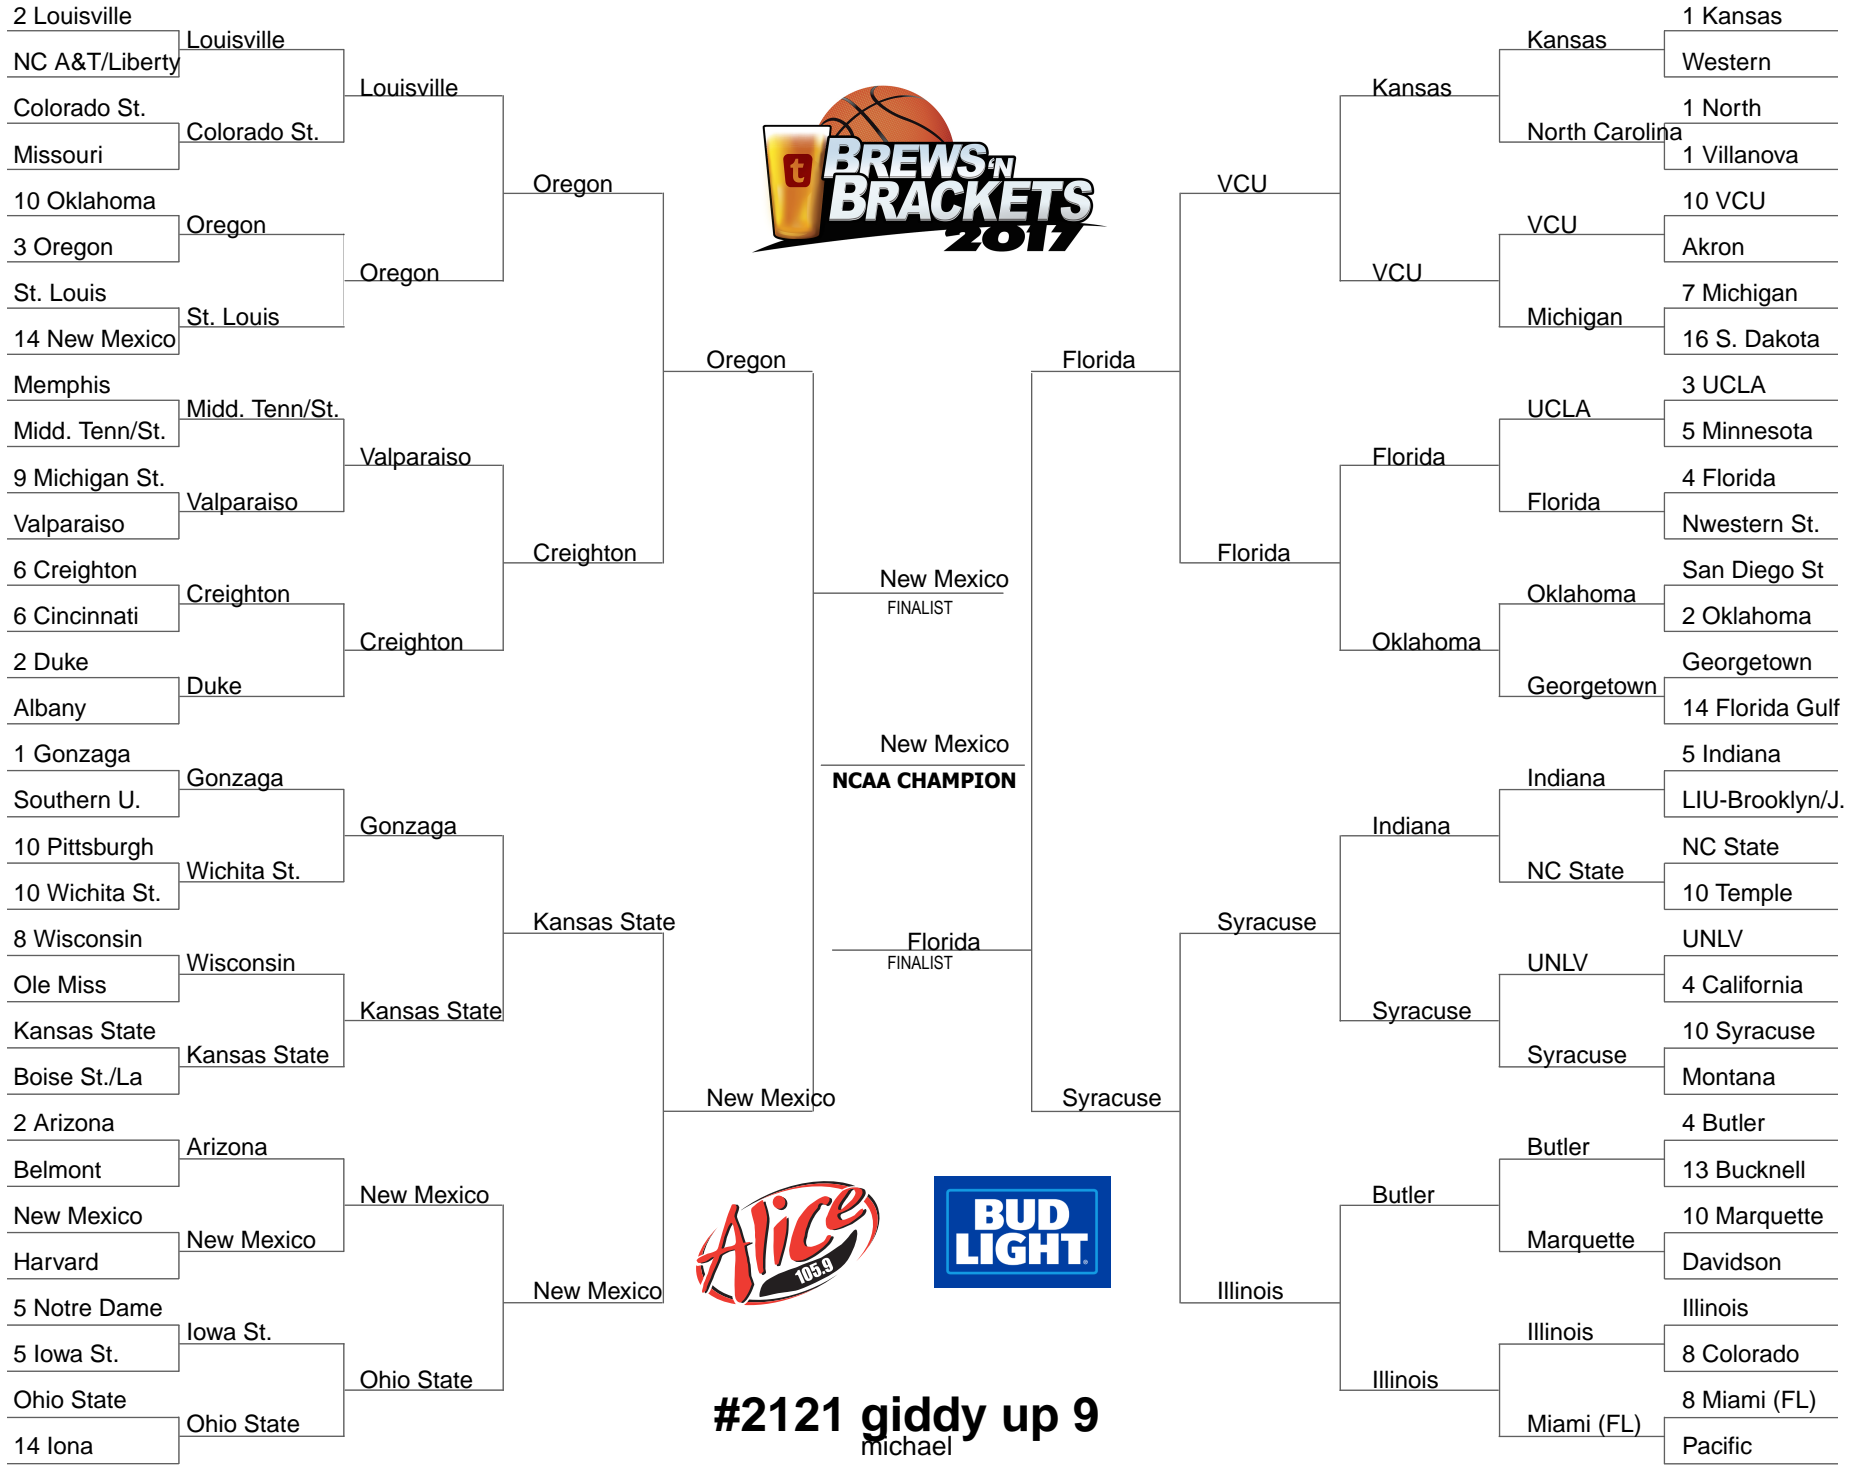 2 Louisville
NC A&T/Liberty
Colorado St.
Missouri
10 Oklahoma
3 Oregon
St. Louis
14 New Mexico
Memphis
Midd. Tenn/St.
9 Michigan St.
Valparaiso
6 Creighton
6 Cincinnati
2 Duke
Albany
1 Gonzaga
Southern U.
10 Pittsburgh
10 Wichita St.
8 Wisconsin
Ole Miss
Kansas State
Boise St./La
2 Arizona
Belmont
New Mexico
Harvard
5 Notre Dame
5 Iowa St.
Ohio State
14 Iona
Louisville
Colorado St.
Oregon
St. Louis
Midd. Tenn/St.
Valparaiso
Creighton
Duke
Gonzaga
Wichita St.
Wisconsin
Kansas State
Arizona
New Mexico
Iowa St.
Ohio State
Louisville
Oregon
Valparaiso
Creighton
Gonzaga
Kansas State
New Mexico
Ohio State
Oregon
Creighton
Kansas State
New Mexico
Oregon
New Mexico
t
BREWS 'N
BRACKETS
2017
New Mexico
FINALIST
New Mexico
NCAA CHAMPION
Florida
FINALIST
Alice
105.9
BUD
LIGHT
#2121 giddy up 9
michael
Florida
Syracuse
VCU
Florida
Syracuse
Illinois
Kansas
VCU
Florida
Oklahoma
Indiana
Syracuse
Butler
Illinois
Kansas
North Carolina
VCU
Michigan
UCLA
Florida
Oklahoma
Georgetown
Indiana
NC State
UNLV
Syracuse
Butler
Marquette
Illinois
Miami (FL)
1 Kansas
Western
1 North
1 Villanova
10 VCU
Akron
7 Michigan
16 S. Dakota
3 UCLA
5 Minnesota
4 Florida
Nwestern St.
San Diego St
2 Oklahoma
Georgetown
14 Florida Gulf
5 Indiana
LIU-Brooklyn/J.
NC State
10 Temple
UNLV
4 California
10 Syracuse
Montana
4 Butler
13 Bucknell
10 Marquette
Davidson
Illinois
8 Colorado
8 Miami (FL)
Pacific